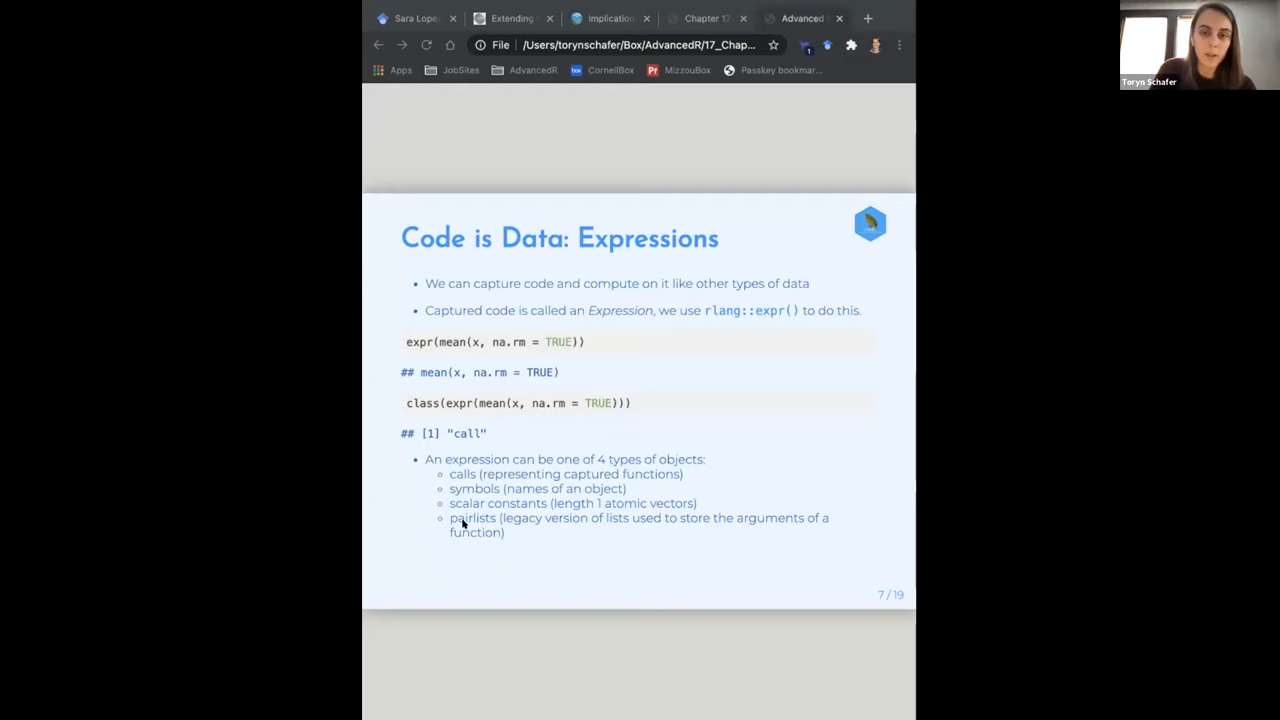 Sara Lope
Extending
Implication
Chapter 17
Advanced
File
/Users/torynschafer/Box/AdvancedR/17_Chap...
1
Apps
JobSites
AdvancedR
box
CornellBox
Pr
MizzouBox
Passkey bookmar...
Toryn Schafer
Code is Data: Expressions
We can capture code and compute on it like other types of data
Captured code is called an Expression, we use rlang::expr() to do this.
expr(mean(x, na.rm = TRUE))
## mean(x, na.rm = TRUE)
class(expr(mean(x, na.rm = TRUE)))
## [1] "call"
An expression can be one of 4 types of objects:
calls (representing captured functions)
symbols (names of an object)
scalar constants (length 1 atomic vectors)
pairlists (legacy version of lists used to store the arguments of a
function)
7 / 19